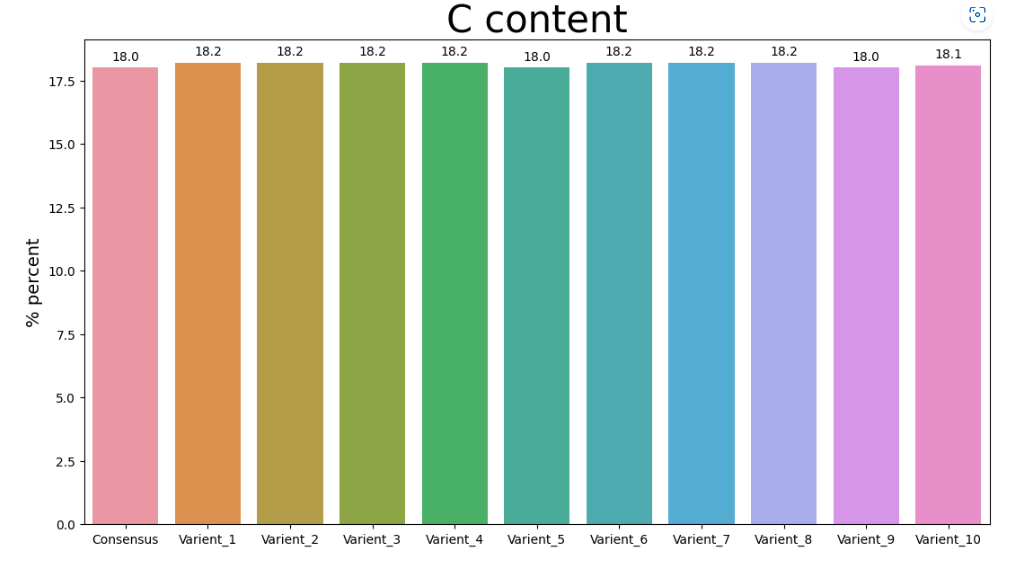 C content
18.0 18.2 18.2 18.2 18.2 18.0 18.2 18.2 18.2 18.0 18.1
17.5
15.0
12.5
10.0
7.5
5.0
2.5
0.0
% percent
Consensus Varient_1 Varient_2 Varient_3 Varient_4 Varient_5 Varient_6 Varient_7 Varient_8 Varient_9 Varient_10